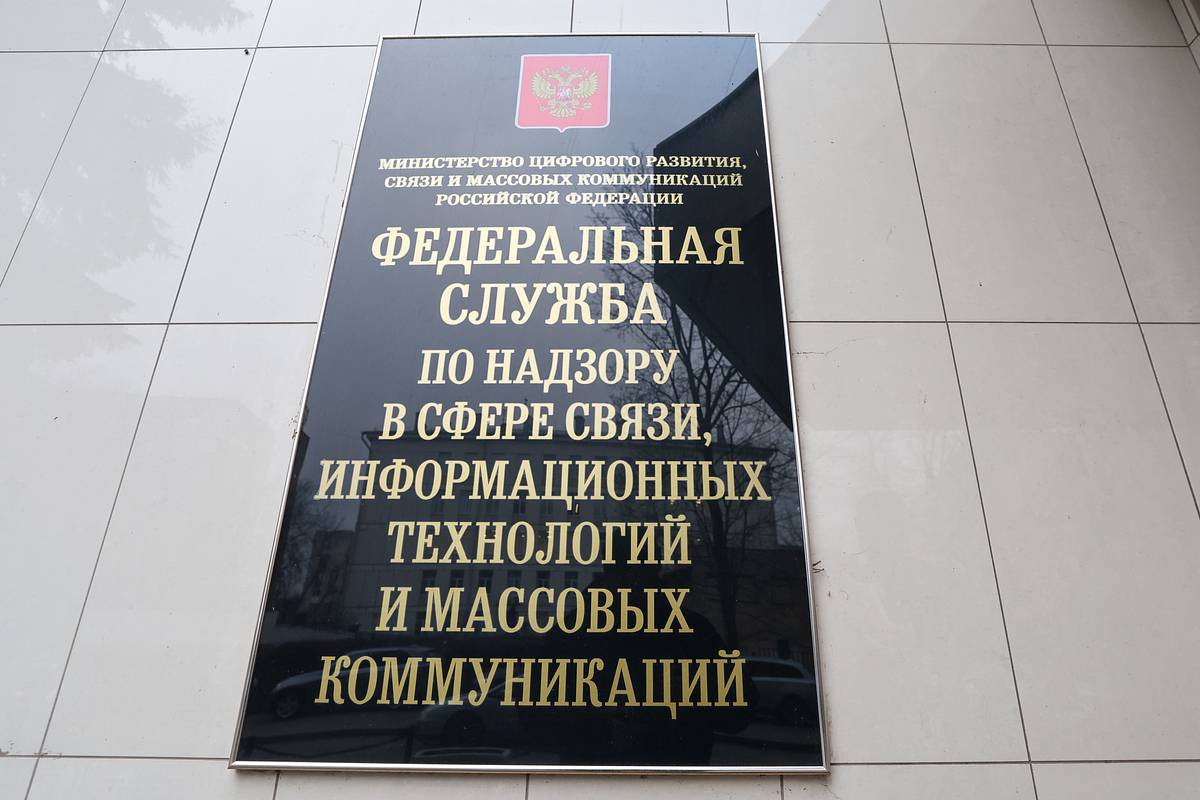 МИНИСТЕРСТВО ЦИФРОВОГО РАЗВИТИЯ,
СВЯЗИ И МАССОВЫХ КОММУНИКАЦИЙ
РОССИЙСКОЙ ФЕДЕРАЦИИ
ФЕДЕРАЛЬНАЯ
СЛУЖБА
ПО НАДЗОРУ
В СФЕРЕ СВЯЗИ,
ИНФОРМАЦИОННЫХ
ТЕХНОЛОГИЙ
И МАССОВЫХ
КОММУНИКАЦИЙ